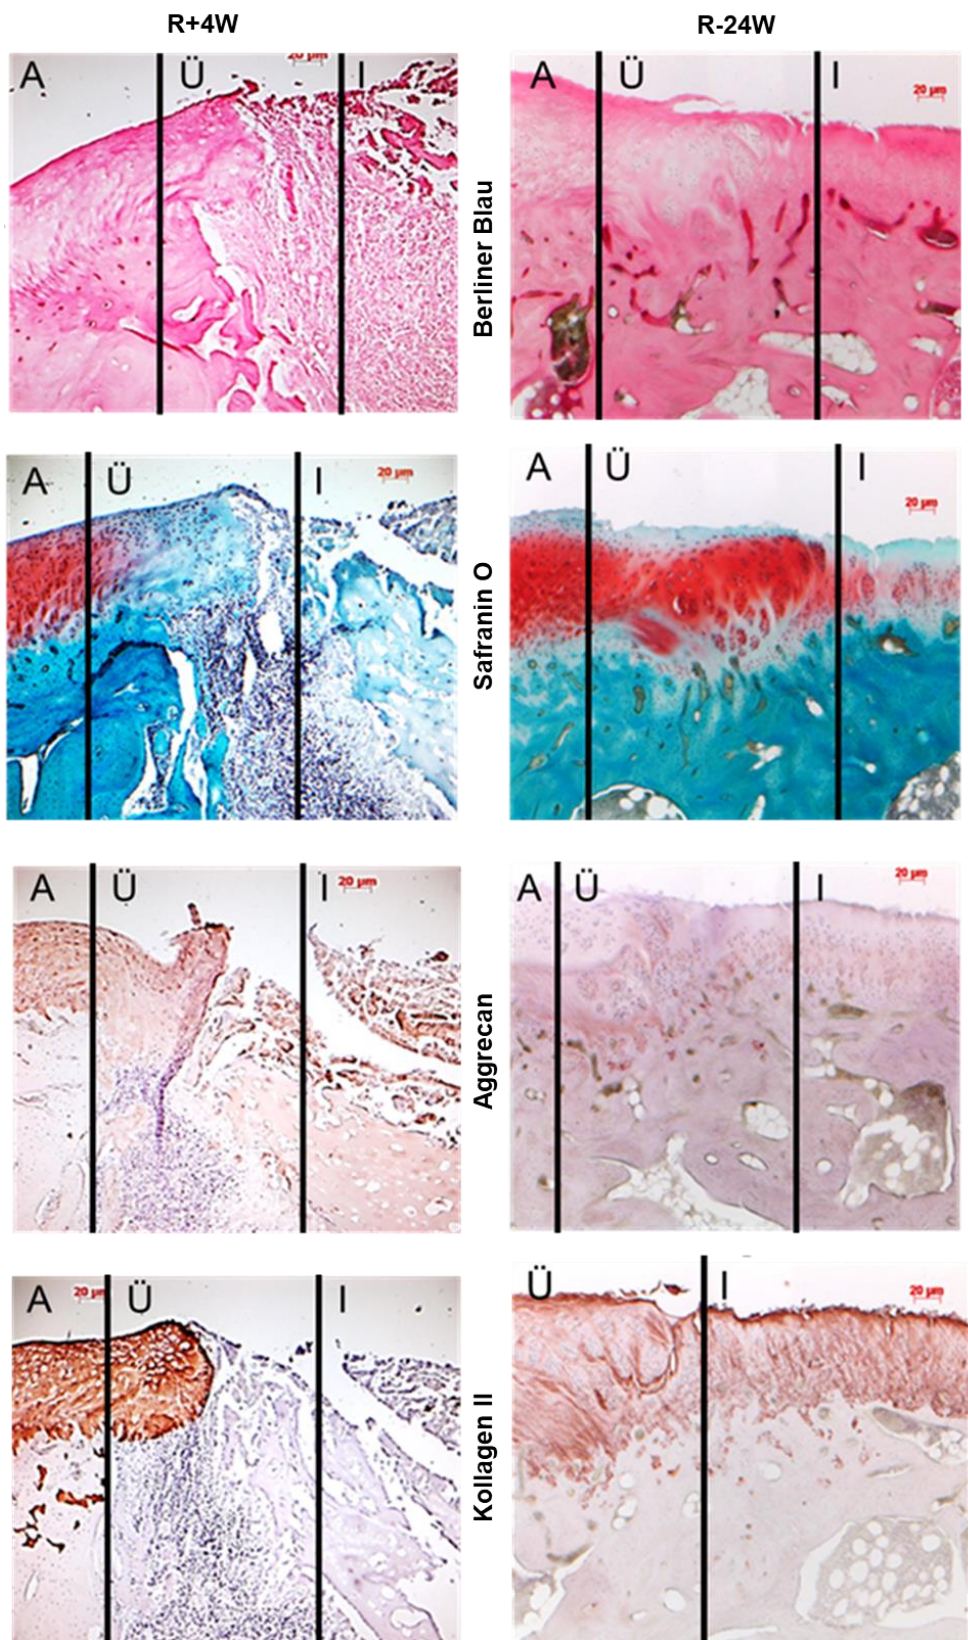 R+4W
R-24W
A
Ü
I
20 µm
Berliner Blau
A
Ü
I
20 µm
A
Ü
I
20 µm
Safranin O
A
Ü
I
20 µm
A
Ü
I
20 µm
Aggrecan
A
Ü
I
20 µm
A
20 µm
Ü
I
Kollagen II
Ü
I
20 µm